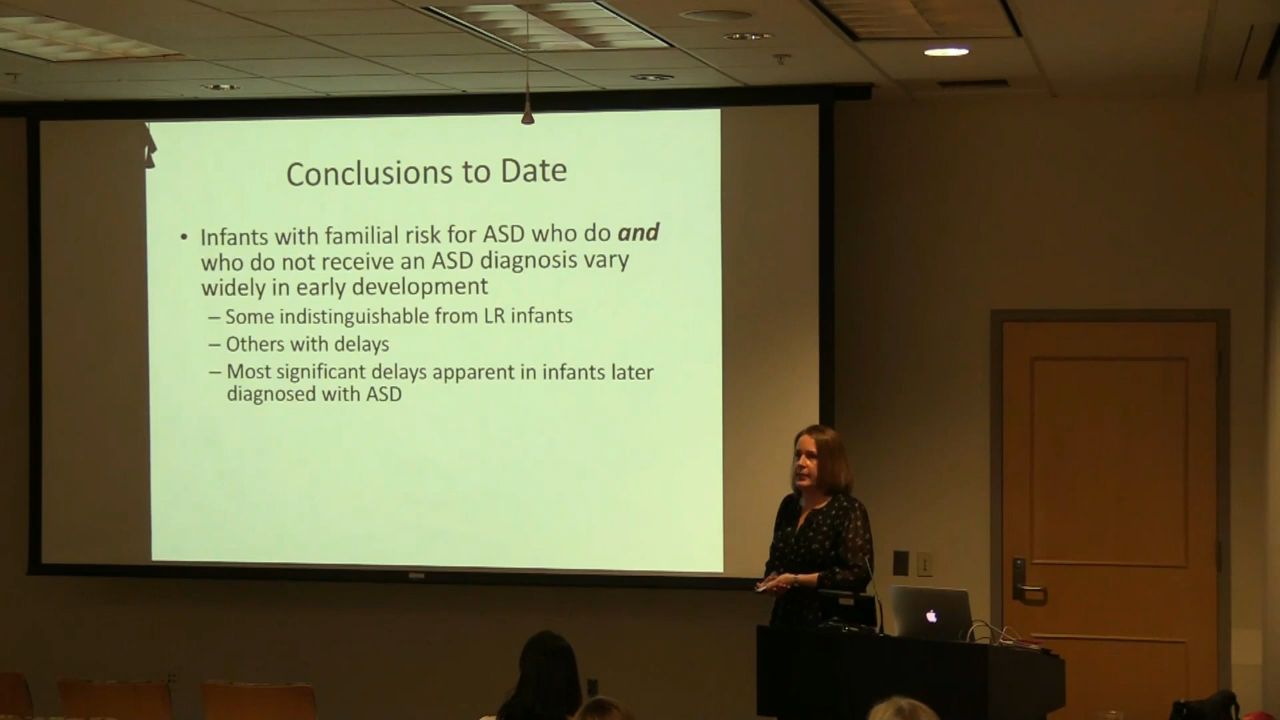 Conclusions to Date
• Infants with familial risk for ASD who do and
who do not receive an ASD diagnosis vary
widely in early development
– Some indistinguishable from LR infants
– Others with delays
– Most significant delays apparent in infants later
diagnosed with ASD